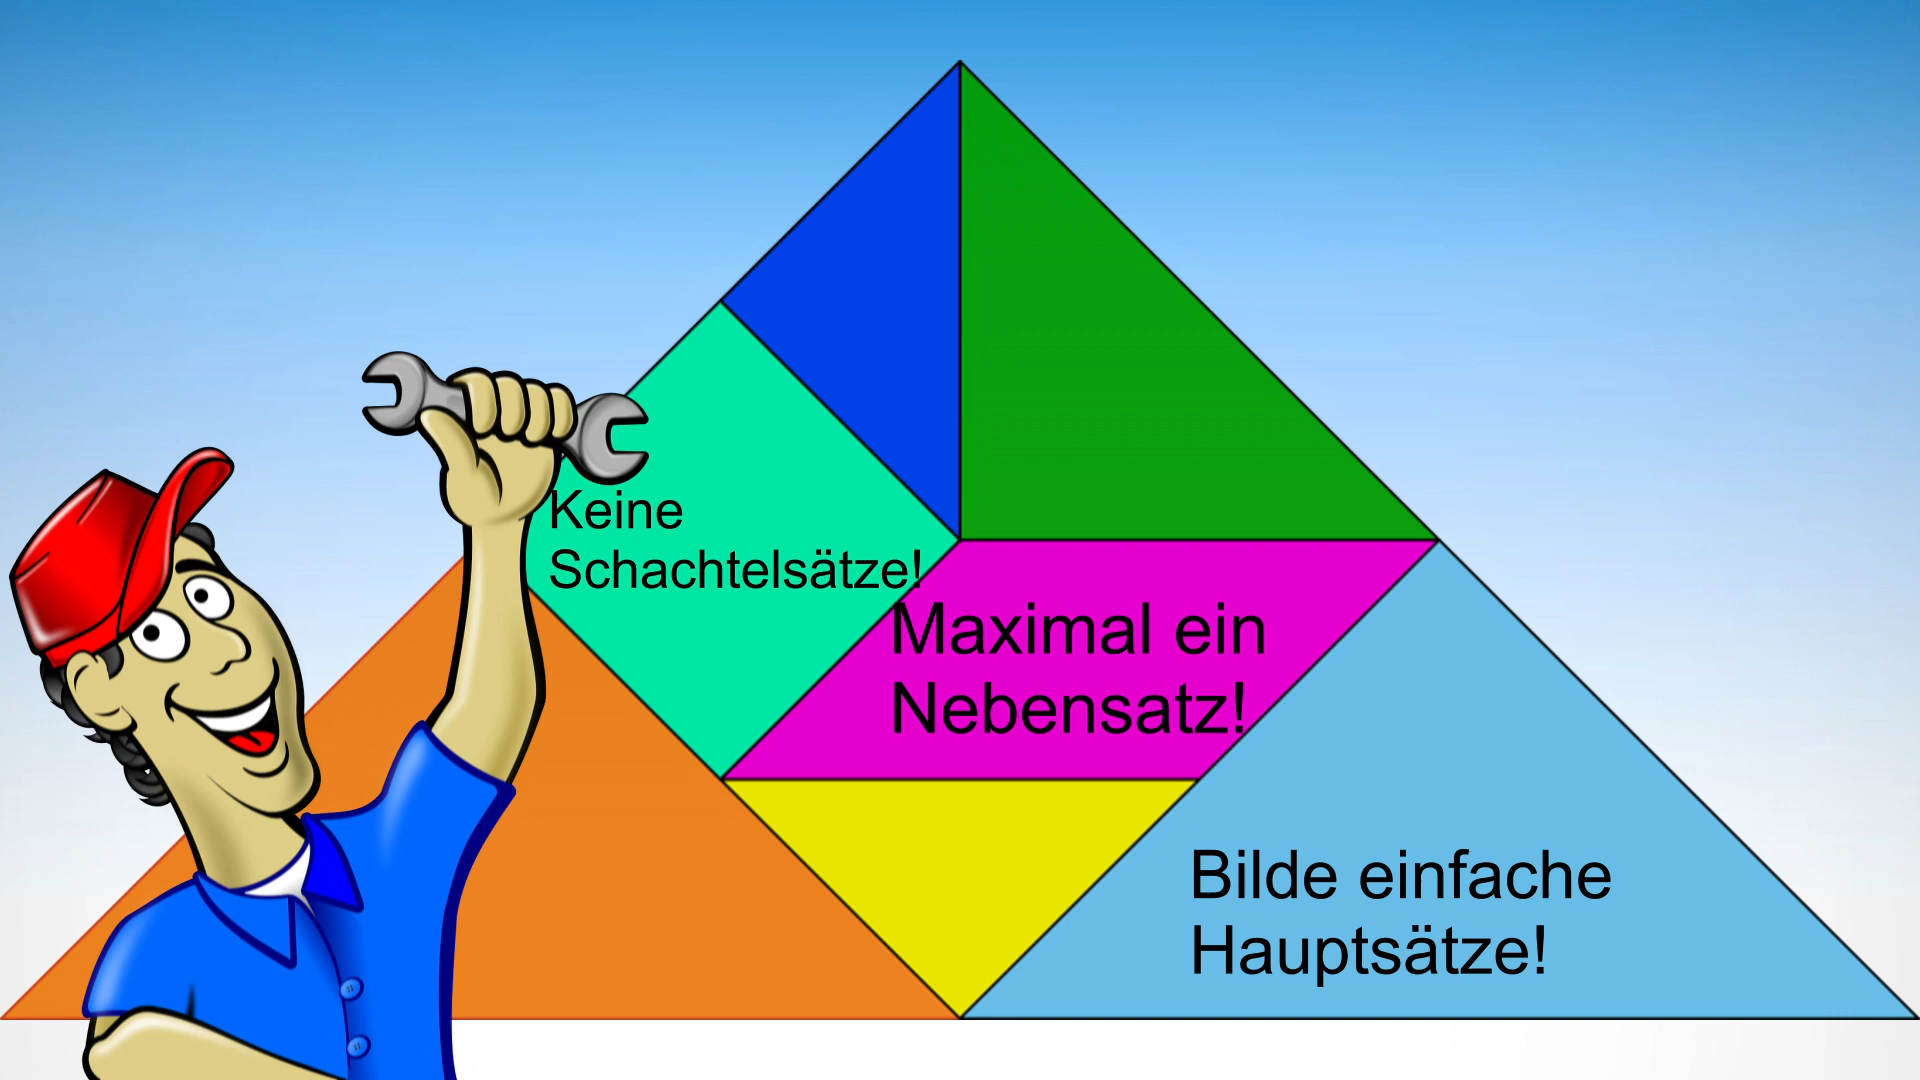 Keine
Schachtelsätze!
Maximal ein
Nebensatz!
Bilde einfache
Hauptsätze!